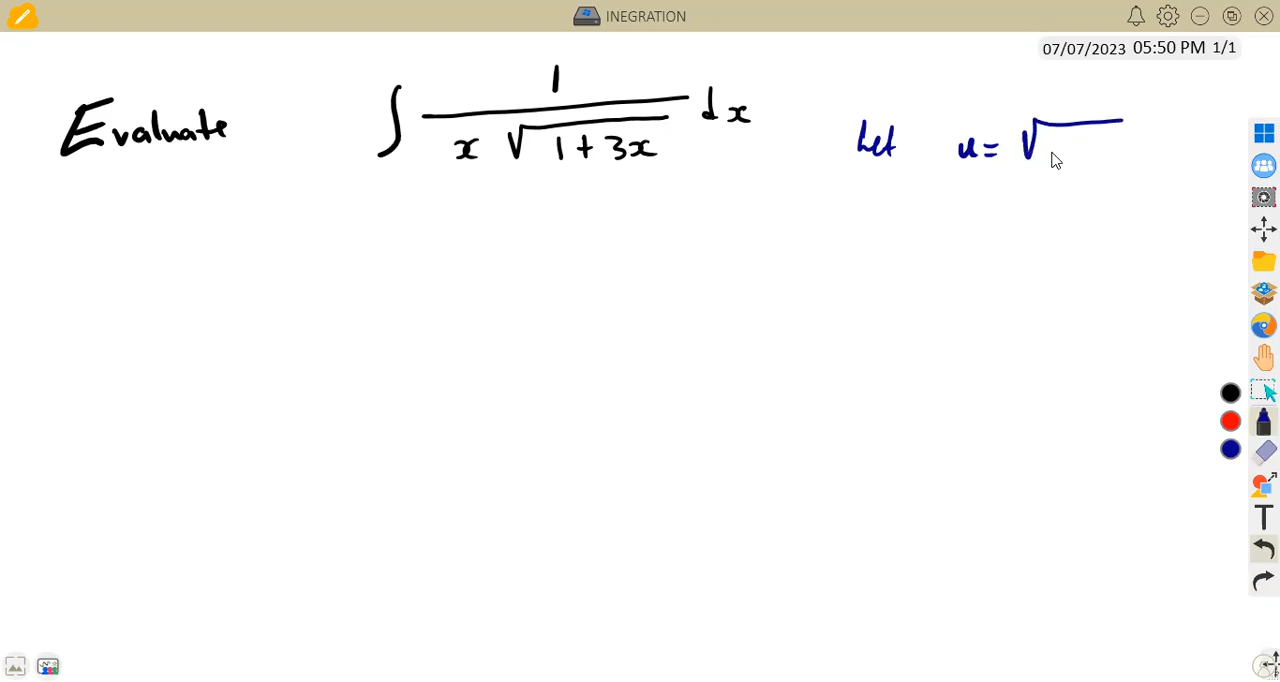 INEGRATION
07/07/2023 05:50 PM 1/1
Evaluate ∫ 1/(x √(1+3x)) dx
Let u = √
T